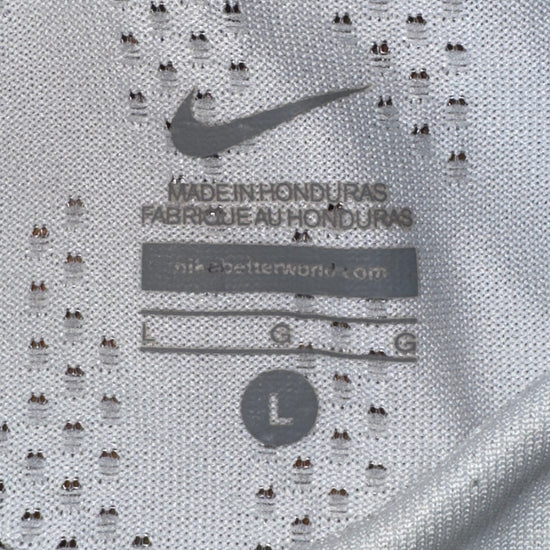 MADE IN HONDURAS
FABRIQUE AU HONDURAS
nikebetterworld.com
L G G
L